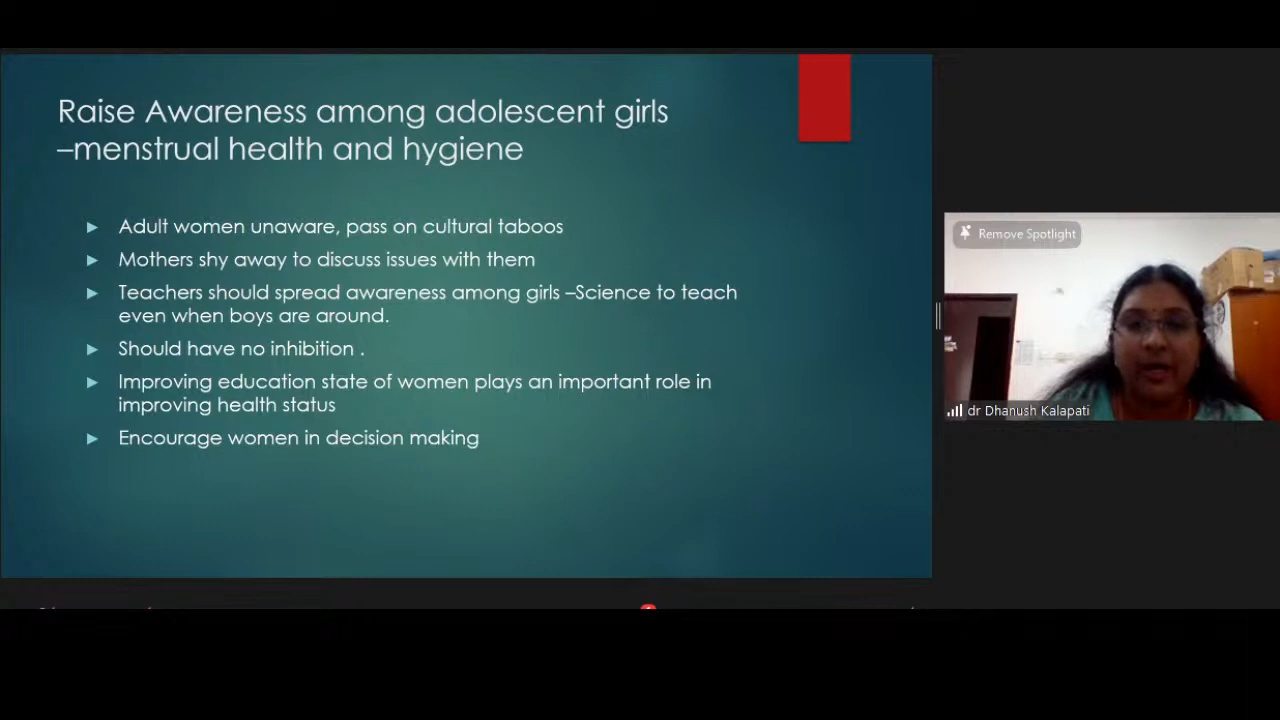 Raise Awareness among adolescent girls
–menstrual health and hygiene
Adult women unaware, pass on cultural taboos
Mothers shy away to discuss issues with them
Teachers should spread awareness among girls –Science to teach
even when boys are around.
Should have no inhibition .
Improving education state of women plays an important role in
improving health status
Encourage women in decision making
Remove Spotlight
dr Dhanush Kalapati